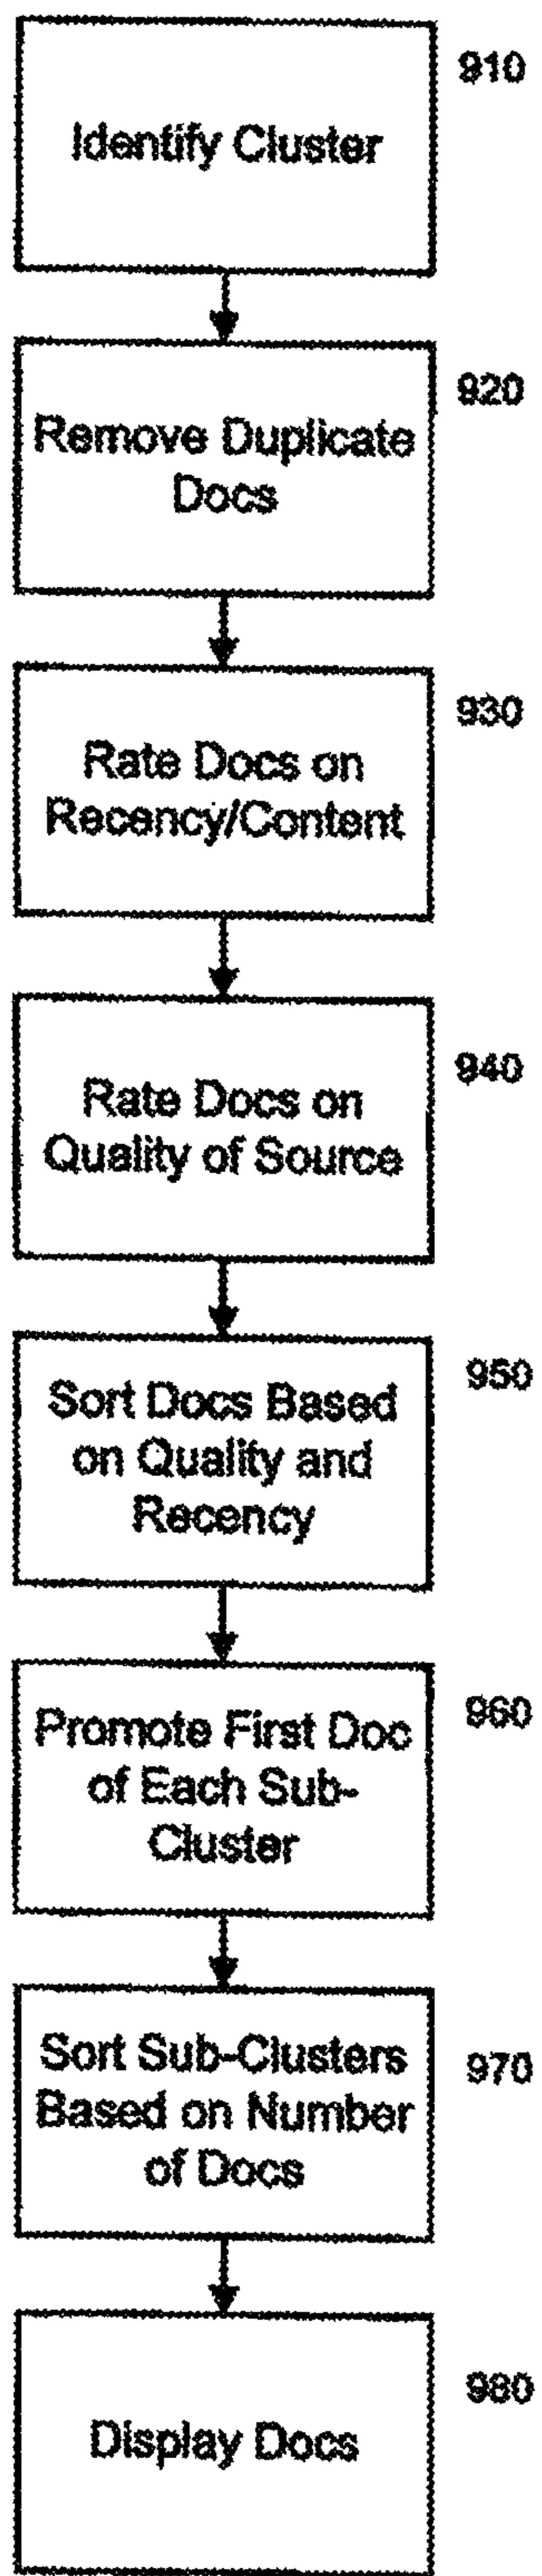 910
Identify Cluster
920
Remove Duplicate
Docs
930
Rate Docs on
Recency/Content
940
Rate Docs on
Quality of Source
950
Sort Docs Based
on Quality and
Recency
960
Promote First Doc
of Each Sub-
Cluster
970
Sort Sub-Clusters
Based on Number
of Docs
980
Display Docs